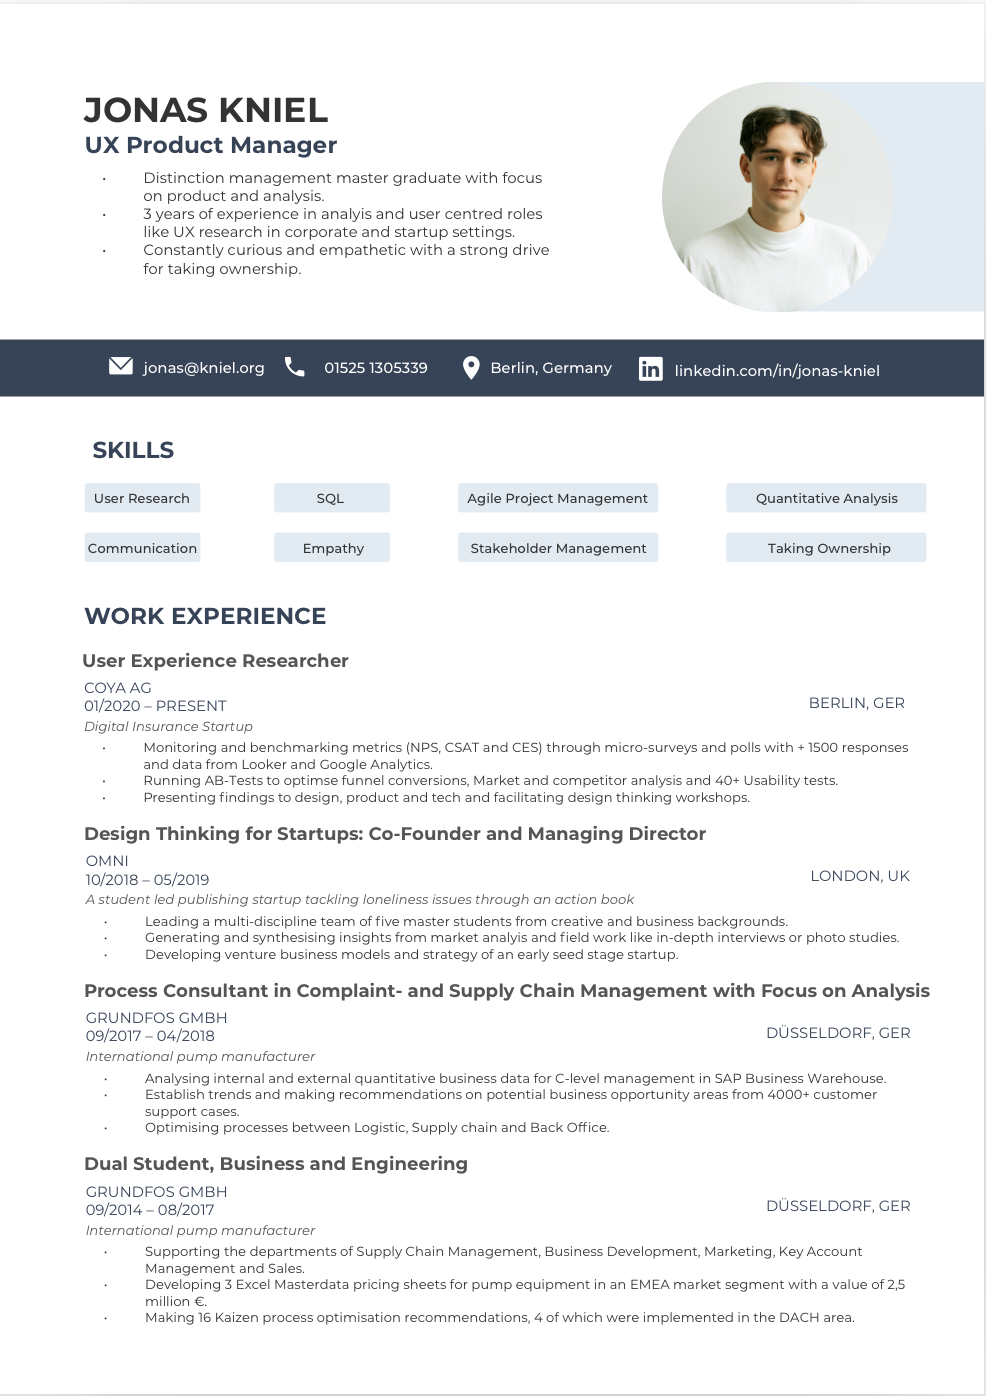 JONAS KNIEL
UX Product Manager
• Distinction management master graduate with focus
on product and analysis.
• 3 years of experience in analyis and user centred roles
like UX research in corporate and startup settings.
• Constantly curious and empathetic with a strong drive
for taking ownership.
jonas@kniel.org 01525 1305339 Berlin, Germany linkedin.com/in/jonas-kniel
SKILLS
User Research SQL Agile Project Management Quantitative Analysis
Communication Empathy Stakeholder Management Taking Ownership
WORK EXPERIENCE
User Experience Researcher
COYA AG
01/2020 – PRESENT BERLIN, GER
Digital Insurance Startup
• Monitoring and benchmarking metrics (NPS, CSAT and CES) through micro-surveys and polls with + 1500 responses
and data from Looker and Google Analytics.
• Running AB-Tests to optimse funnel conversions, Market and competitor analysis and 40+ Usability tests.
• Presenting findings to design, product and tech and facilitating design thinking workshops.
Design Thinking for Startups: Co-Founder and Managing Director
OMNI
10/2018 – 05/2019 LONDON, UK
A student led publishing startup tackling loneliness issues through an action book
• Leading a multi-discipline team of five master students from creative and business backgrounds.
• Generating and synthesising insights from market analyis and field work like in-depth interviews or photo studies.
• Developing venture business models and strategy of an early seed stage startup.
Process Consultant in Complaint- and Supply Chain Management with Focus on Analysis
GRUNDFOS GMBH
09/2017 – 04/2018 DÜSSELDORF, GER
International pump manufacturer
• Analysing internal and external quantitative business data for C-level management in SAP Business Warehouse.
• Establish trends and making recommendations on potential business opportunity areas from 4000+ customer
support cases.
• Optimising processes between Logistic, Supply chain and Back Office.
Dual Student, Business and Engineering
GRUNDFOS GMBH
09/2014 – 08/2017 DÜSSELDORF, GER
International pump manufacturer
• Supporting the departments of Supply Chain Management, Business Development, Marketing, Key Account
Management and Sales.
• Developing 3 Excel Masterdata pricing sheets for pump equipment in an EMEA market segment with a value of 2,5
million €.
• Making 16 Kaizen process optimisation recommendations, 4 of which were implemented in the DACH area.